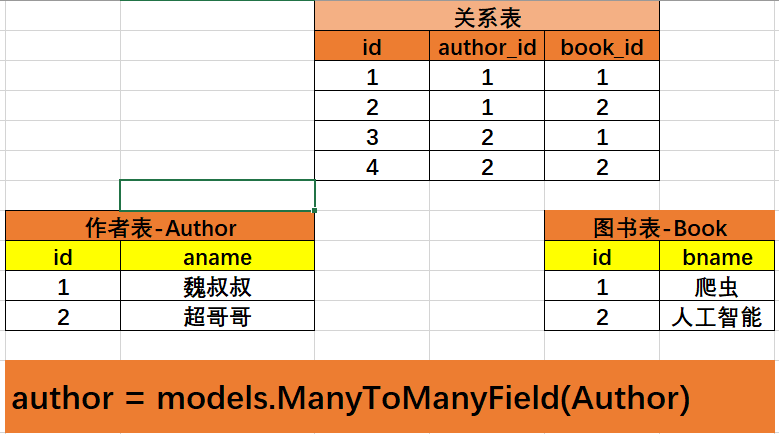 关系表
id author_id book_id
1 1 1
2 1 2
3 2 1
4 2 2
作者表-Author
id aname
1 魏叔叔
2 超哥哥
图书表-Book
id bname
1 爬虫
2 人工智能
author = models.ManyToManyField(Author)